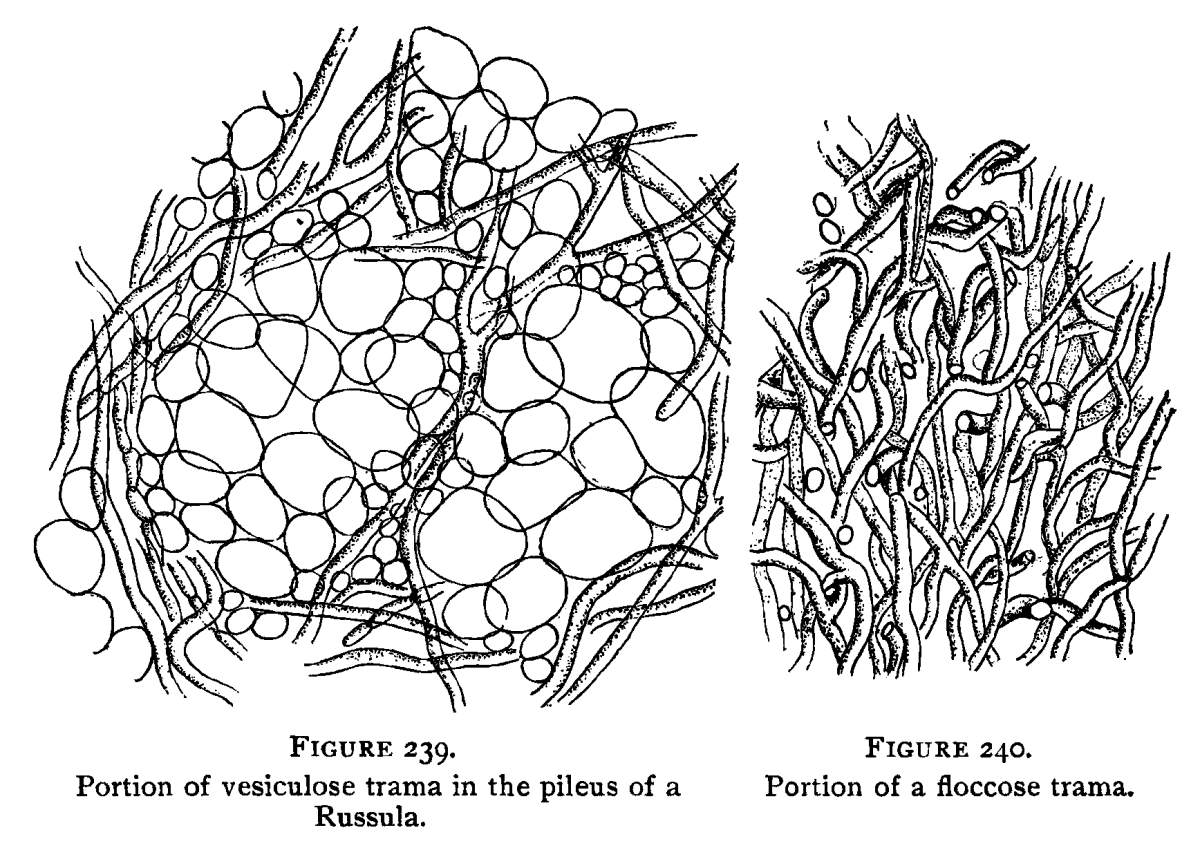 FIGURE 239.
Portion of vesiculose trama in the pileus of a
Russula.
FIGURE 240.
Portion of a floccose trama.